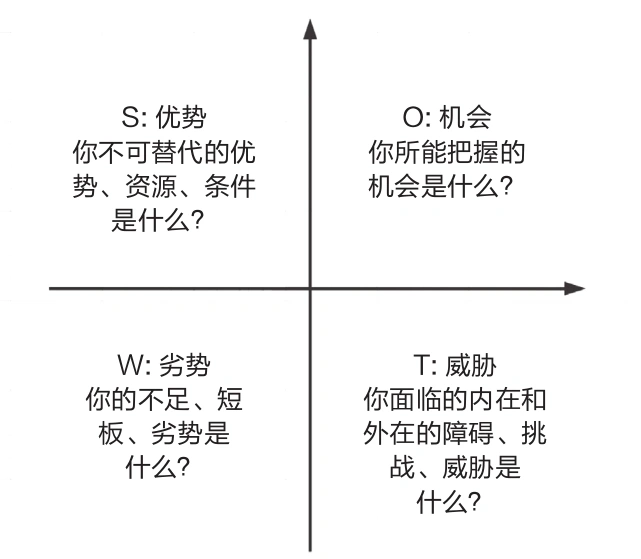 S: 优势
你不可替代的优
势、资源、条件
是什么?
O: 机会
你所能把握的
机会是什么?
W: 劣势
你的不足、短
板、劣势是
什么?
T: 威胁
你面临的内在和
外在的障碍、挑
战、威胁是
什么?